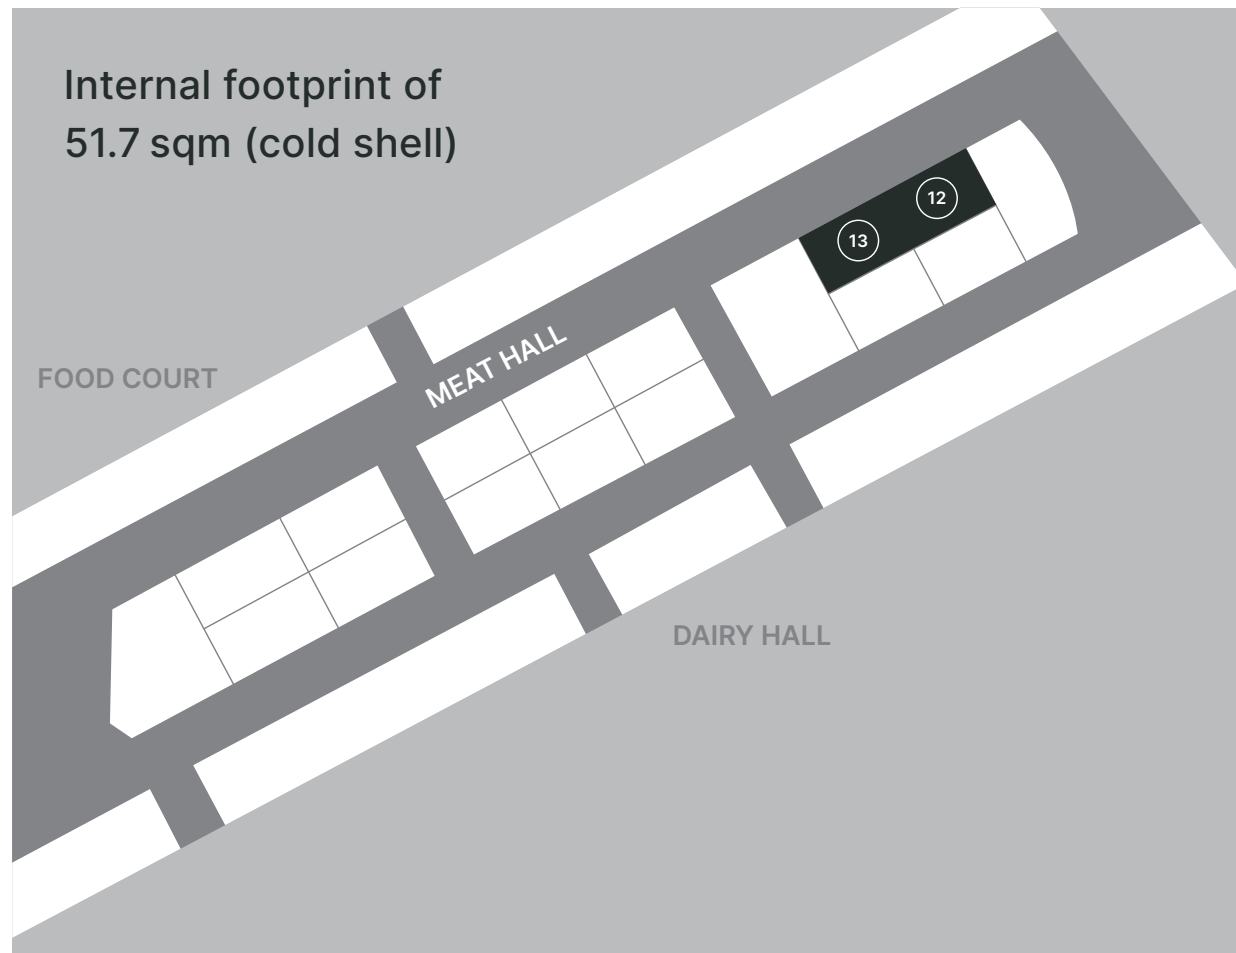 Internal footprint of
51.7 sqm (cold shell)
12
13
MEAT HALL
FOOD COURT
DAIRY HALL